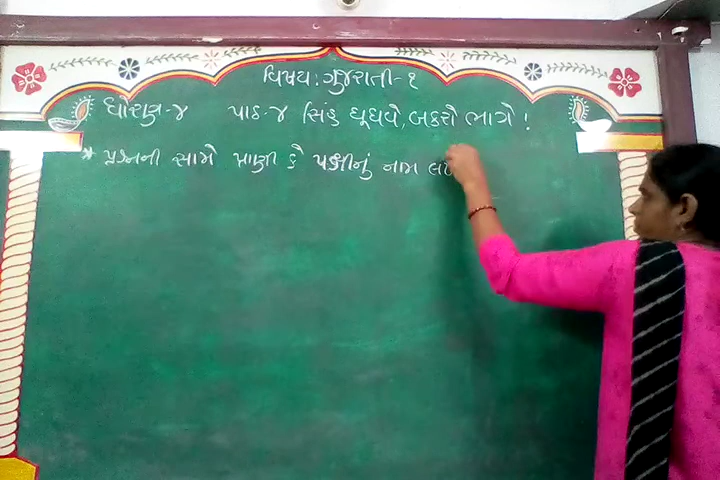 વિષય : ગુજરાતી-૧
ધોરણ-૪ પાઠ-૪ સિંહ ઘૂઘવે, બકરો ભાગે !
* પ્રશ્નની સામે પ્રાણી કે પક્ષીનું નામ